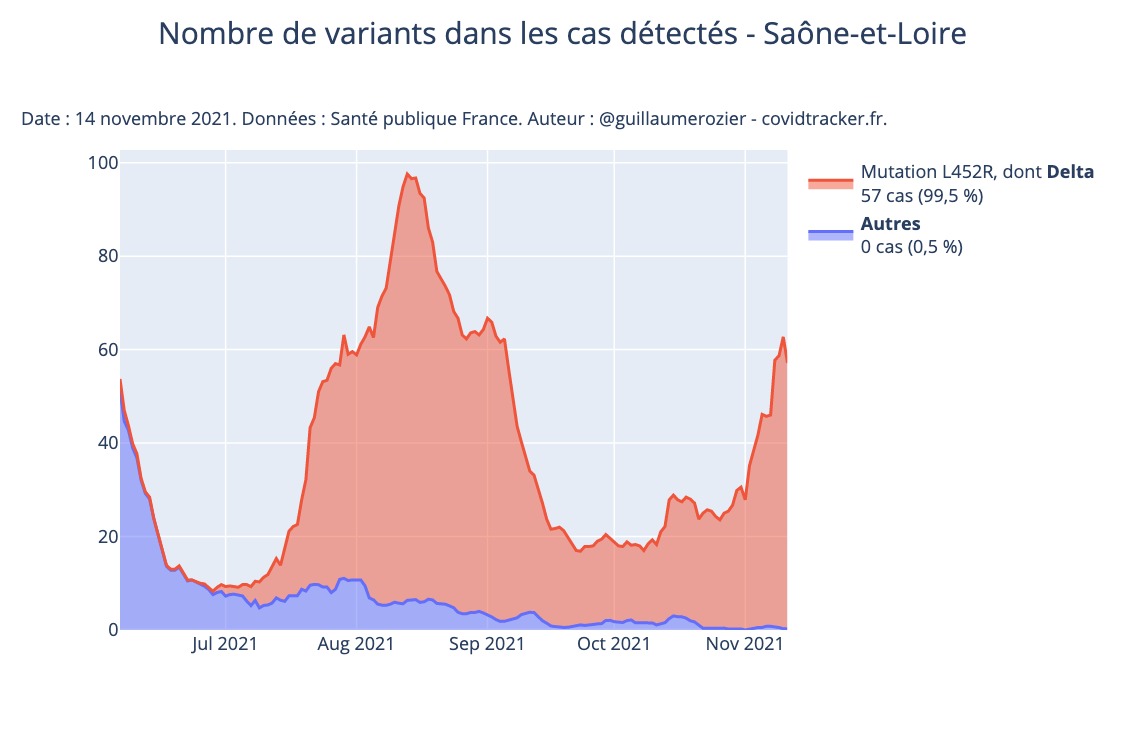 Nombre de variants dans les cas détectés - Saône-et-Loire
Date : 14 novembre 2021. Données : Santé publique France. Auteur : @guillaumerozier - covidtracker.fr.
100
80
60
40
20
0
Jul 2021
Aug 2021
Sep 2021
Oct 2021
Nov 2021
Mutation L452R, dont Delta
57 cas (99,5 %)
Autres
0 cas (0,5 %)